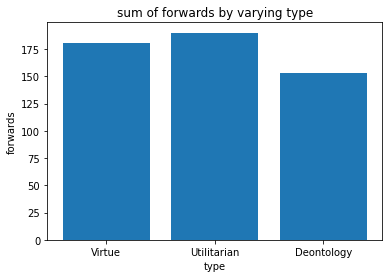 sum of forwards by varying type
forwards
175
150
125
100
75
50
25
0
Virtue Utilitarian Deontology
type